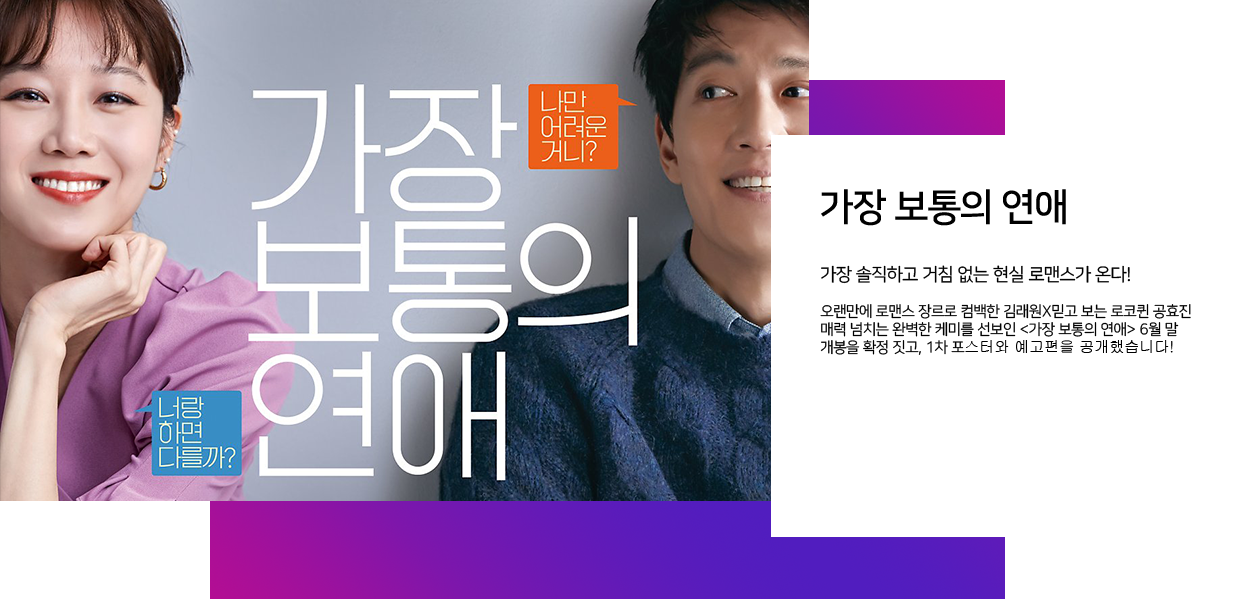 가장
보통의
연애
나만
어려운
거니?
너랑
하면
다를까?
가장 보통의 연애
가장 솔직하고 거침 없는 현실 로맨스가 온다!
오랜만에 로맨스 장르로 컴백한 김래원X믿고 보는 로코퀸 공효진
매력 넘치는 완벽한 케미를 선보인 <가장 보통의 연애> 6월 말
개봉을 확정 짓고, 1차 포스터와 예고편을 공개했습니다!